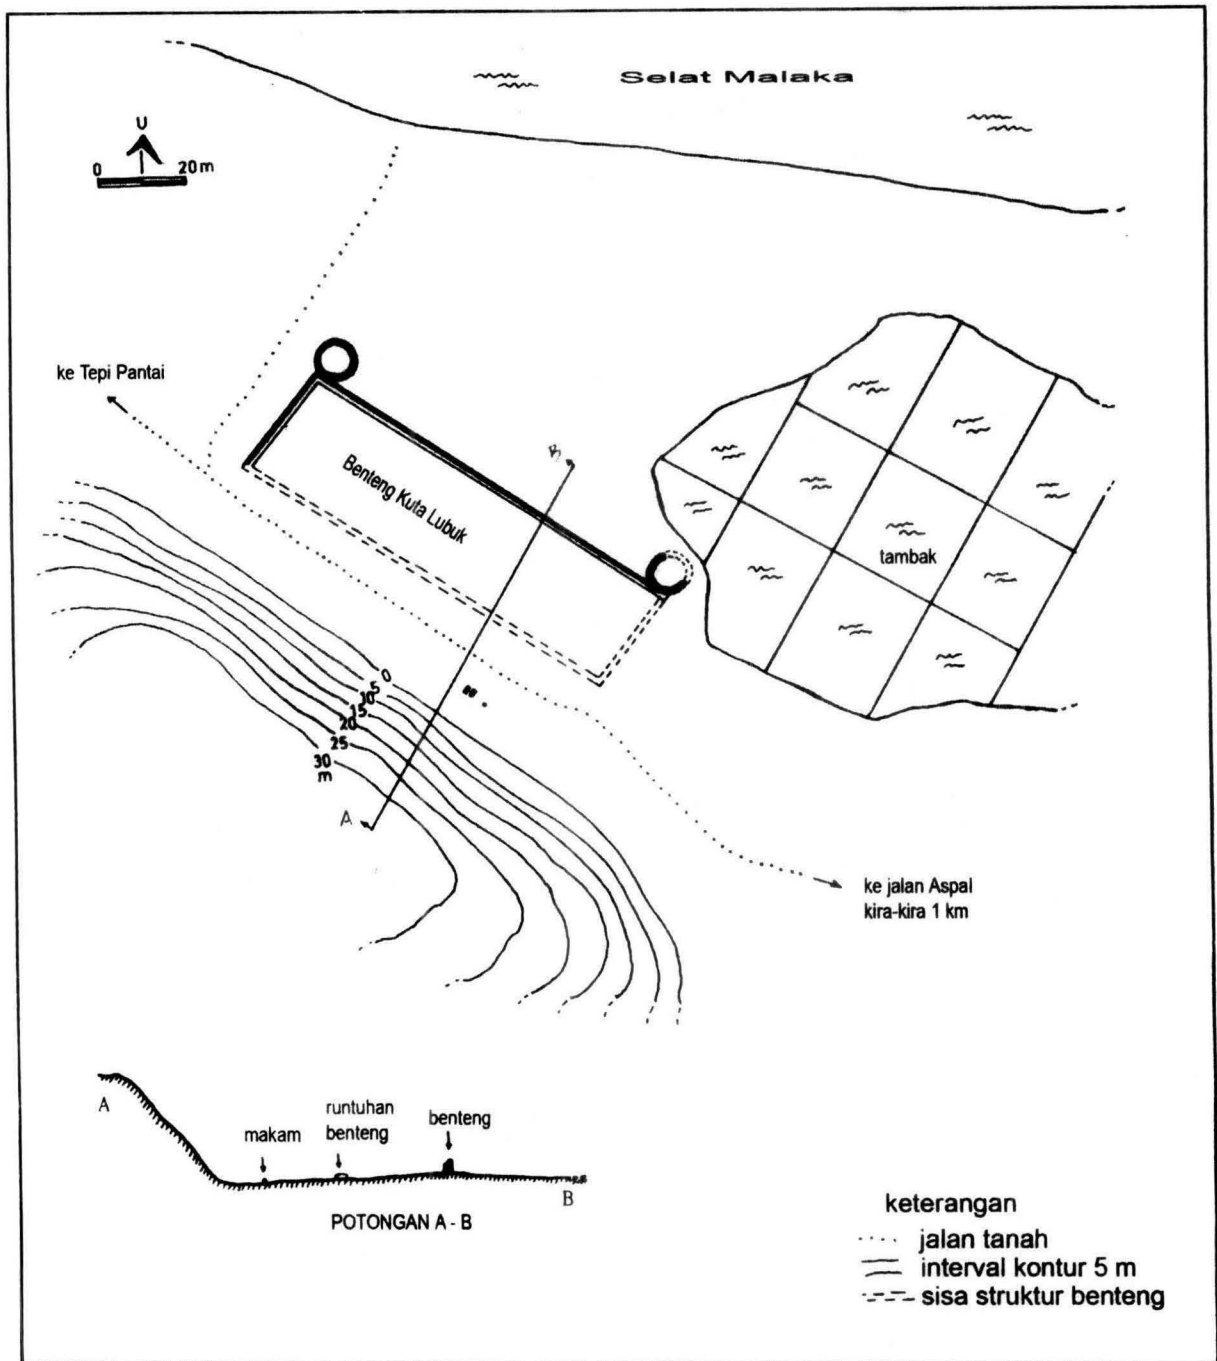 Selat Malaka
U
0 20 m
ke Tepi Pantai
Benteng Kuta Lubuk
tambak
0
5
10
15
20
25
30
m
A
ke jalan Aspal
kira-kira 1 km
A
makam
runtuhan
benteng
benteng
B
POTONGAN A - B
keterangan
jalan tanah
interval kontur 5 m
sisa struktur benteng